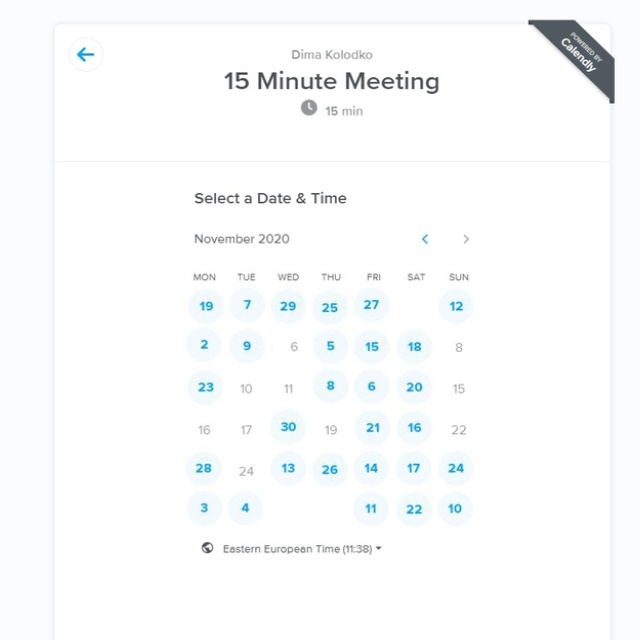 Dima Kolodko
POWERED BY
Calendly
15 Minute Meeting
15 min
Select a Date & Time
November 2020
MON TUE WED THU FRI SAT SUN
19 7 29 25 27 12
2 9 6 5 15 18 8
23 10 11 8 6 20 15
16 17 30 19 21 16 22
28 24 13 26 14 17 24
3 4 11 22 10
Eastern European Time (11:38)